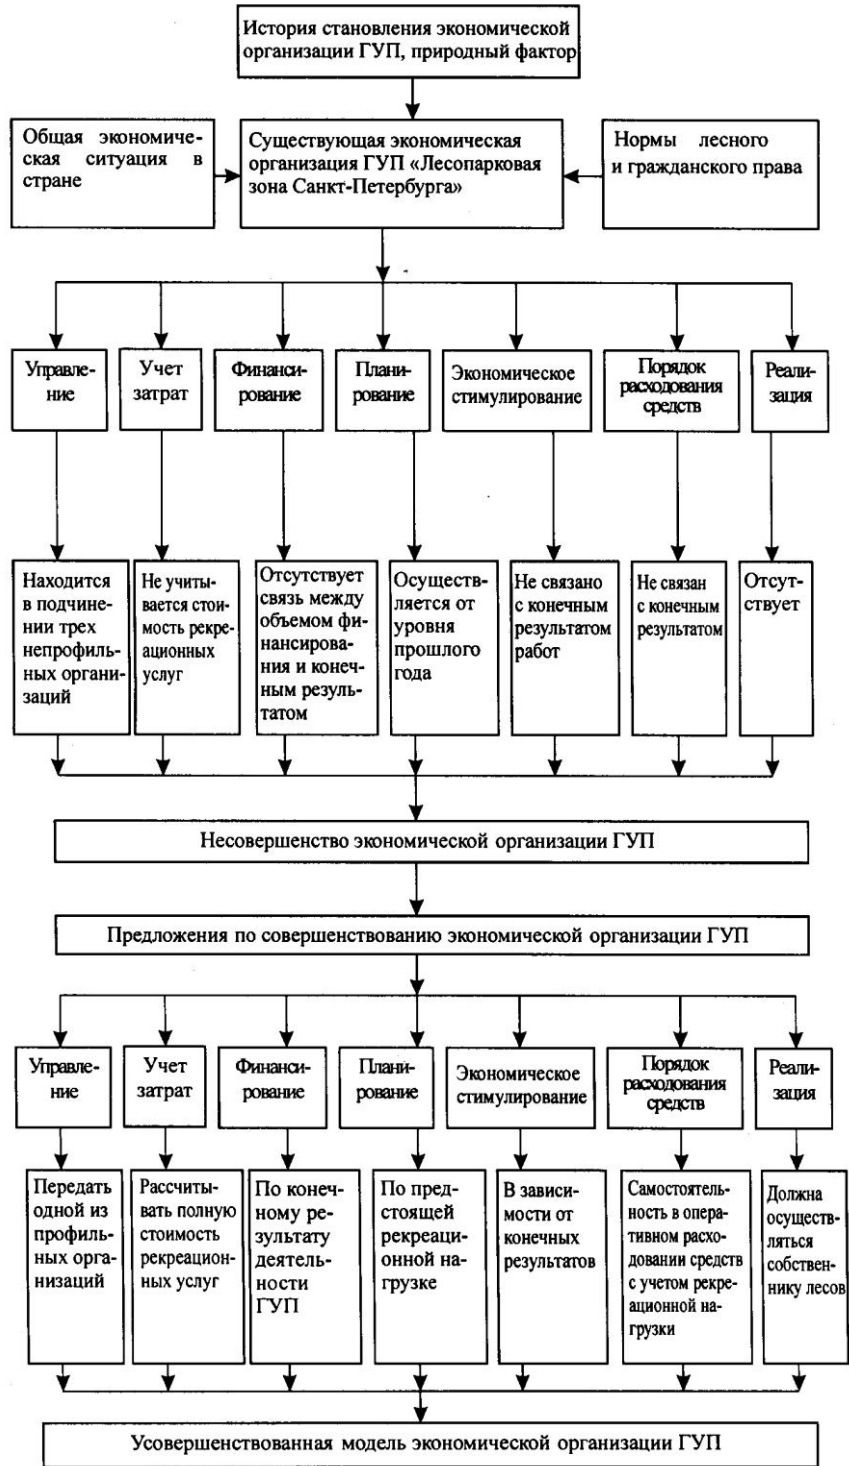 История становления экономической
организации ГУП, природный фактор
Общая экономиче-
ская ситуация в
стране
Существующая экономическая
организация ГУП «Лесопарковая
зона Санкт-Петербурга»
Нормы лесного
и гражданского права
Управле-
ние
Учет
затрат
Финанси-
рование
Плани-
рование
Экономическое
стимулирование
Порядок
расходования
средств
Реали-
зация
Находится
в подчине-
нии трех
непрофиль-
ных органи-
заций
Не учиты-
вается стои-
мость рекре-
ационных
услуг
Отсутствует
связь между
объемом фи-
нансирова-
ния и конеч-
ным резуль-
татом
Осуществ-
ляется от
уровня
прошлого
года
Не связано
с конечным
результатом
работ
Не связан
с конечным
результатом
Отсут-
ствует
Несовершенство экономической организации ГУП
Предложения по совершенствованию экономической организации ГУП
Управле-
ние
Учет
затрат
Финанси-
рование
Плани-
рование
Экономическое
стимулирование
Порядок
расходования
средств
Реали-
зация
Передать
одной из
профиль-
ных орга-
низаций
Рассчиты-
вать полную
стоимость
рекреацион-
ных услуг
По конеч-
ному ре-
зультату
деятель-
ности
ГУП
По пред-
стоящей
рекреаци-
онной на-
грузке
В зависи-
мости от
конечных
результатов
Самостоятель-
ность в опера-
тивном расхо-
довании средств
с учетом рекре-
ационной на-
грузки
Должна
осуществ-
ляться
собствен-
нику лесов
Усовершенствованная модель экономической организации ГУП